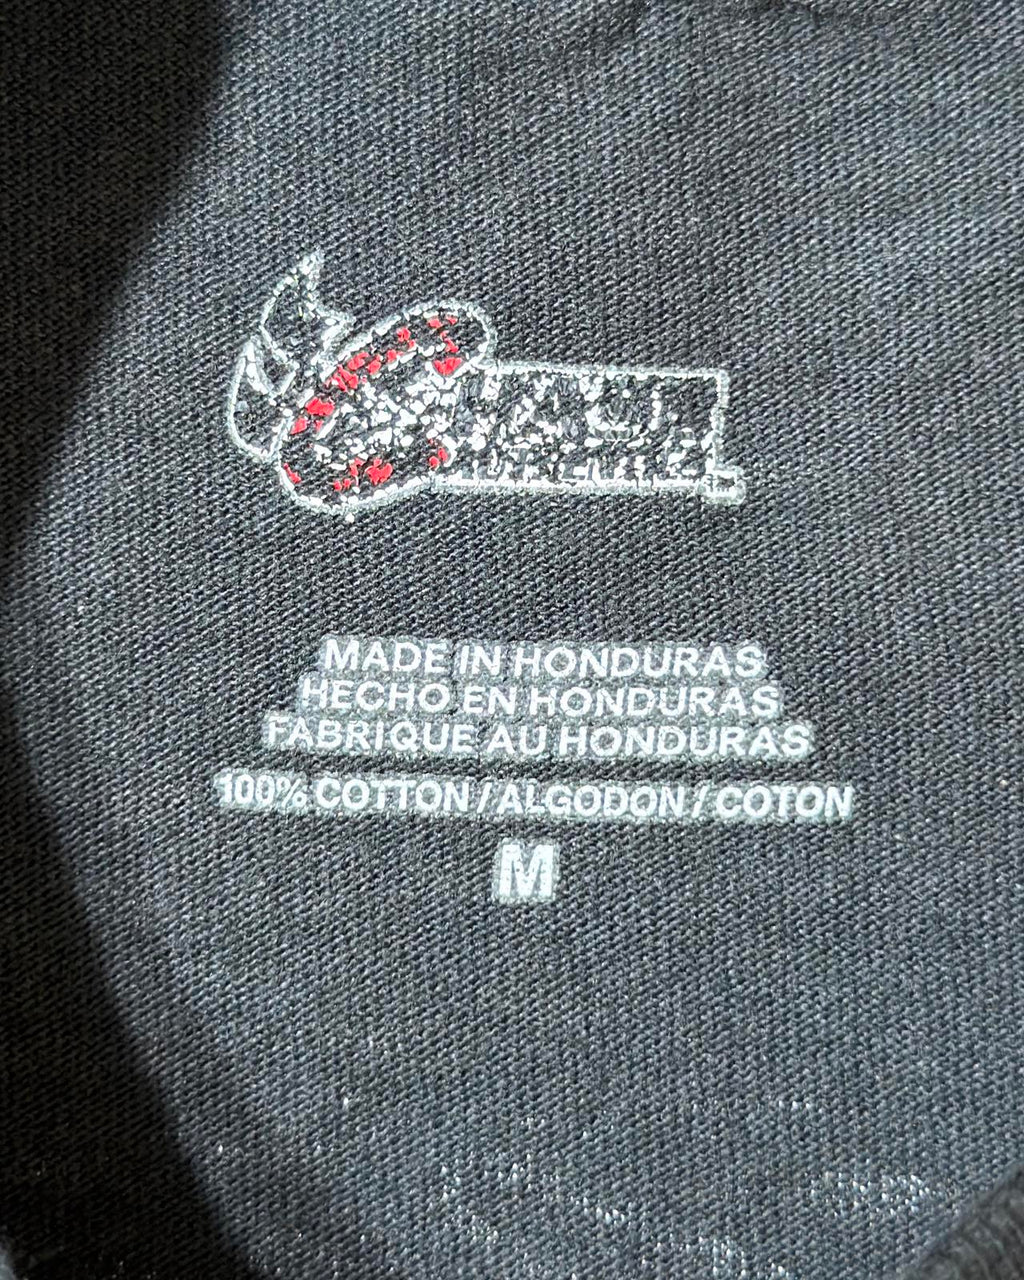 MADE IN HONDURAS
HECHO EN HONDURAS
FABRIQUE AU HONDURAS
100% COTTON / ALGODON / COTON
M